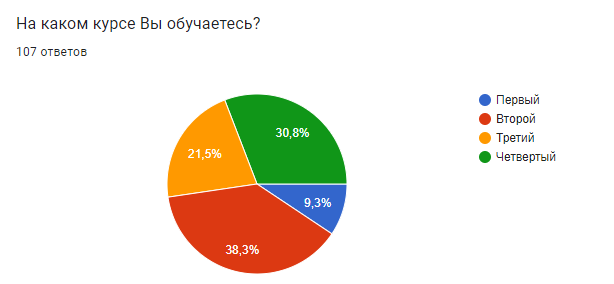 На каком курсе Вы обучаетесь?
107 ответов
Первый
Второй
Третий
Четвертый
30,8%
21,5%
9,3%
38,3%